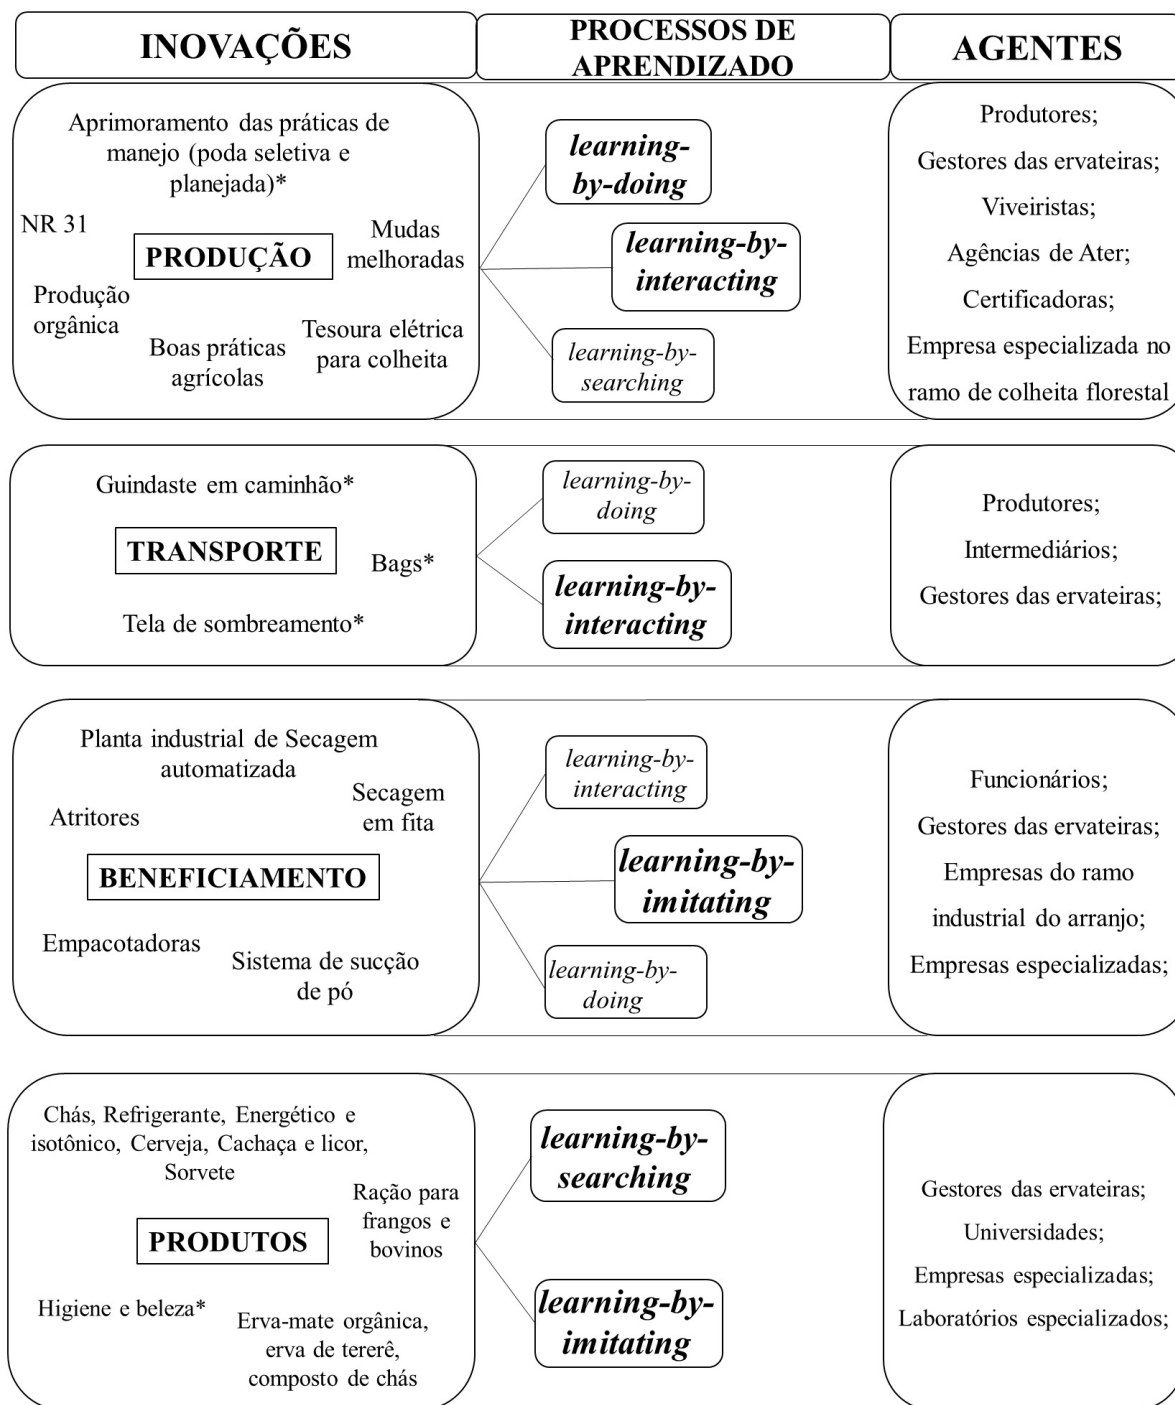 INOVAÇÕES
PROCESSOS DE
APRENDIZADO
AGENTES
Aprimoramento das práticas de
manejo (poda seletiva e
planejada)*
NR 31
PRODUÇÃO
Mudas
melhoradas
Produção
orgânica
Boas práticas
agrícolas
Tesoura elétrica
para colheita
learning-
by-doing
learning-by-
interacting
learning-by-
searching
Produtores;
Gestores das ervateiras;
Viveiristas;
Agências de Ater;
Certificadoras;
Empresa especializada no
ramo de colheita florestal
Guindaste em caminhão*
TRANSPORTE
Bags*
Tela de sombreamento*
learning-by-
doing
learning-by-
interacting
Produtores;
Intermediários;
Gestores das ervateiras;
Planta industrial de Secagem
automatizada
Atritores
Secagem
em fita
BENEFICIAMENTO
Empacotadoras
Sistema de sucção
de pó
learning-by-
interacting
learning-by-
imitating
learning-by-
doing
Funcionários;
Gestores das ervateiras;
Empresas do ramo
industrial do arranjo;
Empresas especializadas;
Chás, Refrigerante, Energético e
isotônico, Cerveja, Cachaça e licor,
Sorvete
Ração para
frangos e
bovinos
PRODUTOS
Higiene e beleza*
Erva-mate orgânica,
erva de tererê,
composto de chás
learning-by-
searching
learning-by-
imitating
Gestores das ervateiras;
Universidades;
Empresas especializadas;
Laboratórios especializados;